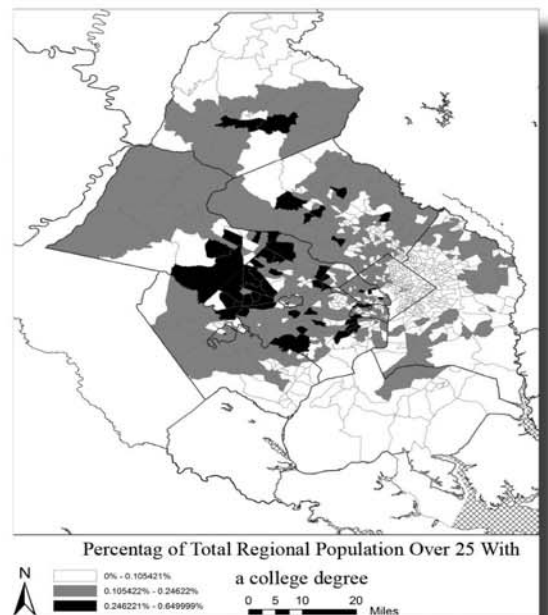 Percentag of Total Regional Population Over 25 With
a college degree
N
0% - 0.105421%
0.105422% - 0.24622%
0.246221% - 0.649999%
0 5 10 20
Miles